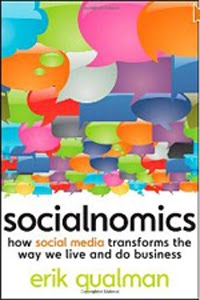 socialnomics
how social media transforms the
way we live and do business
erik qualman